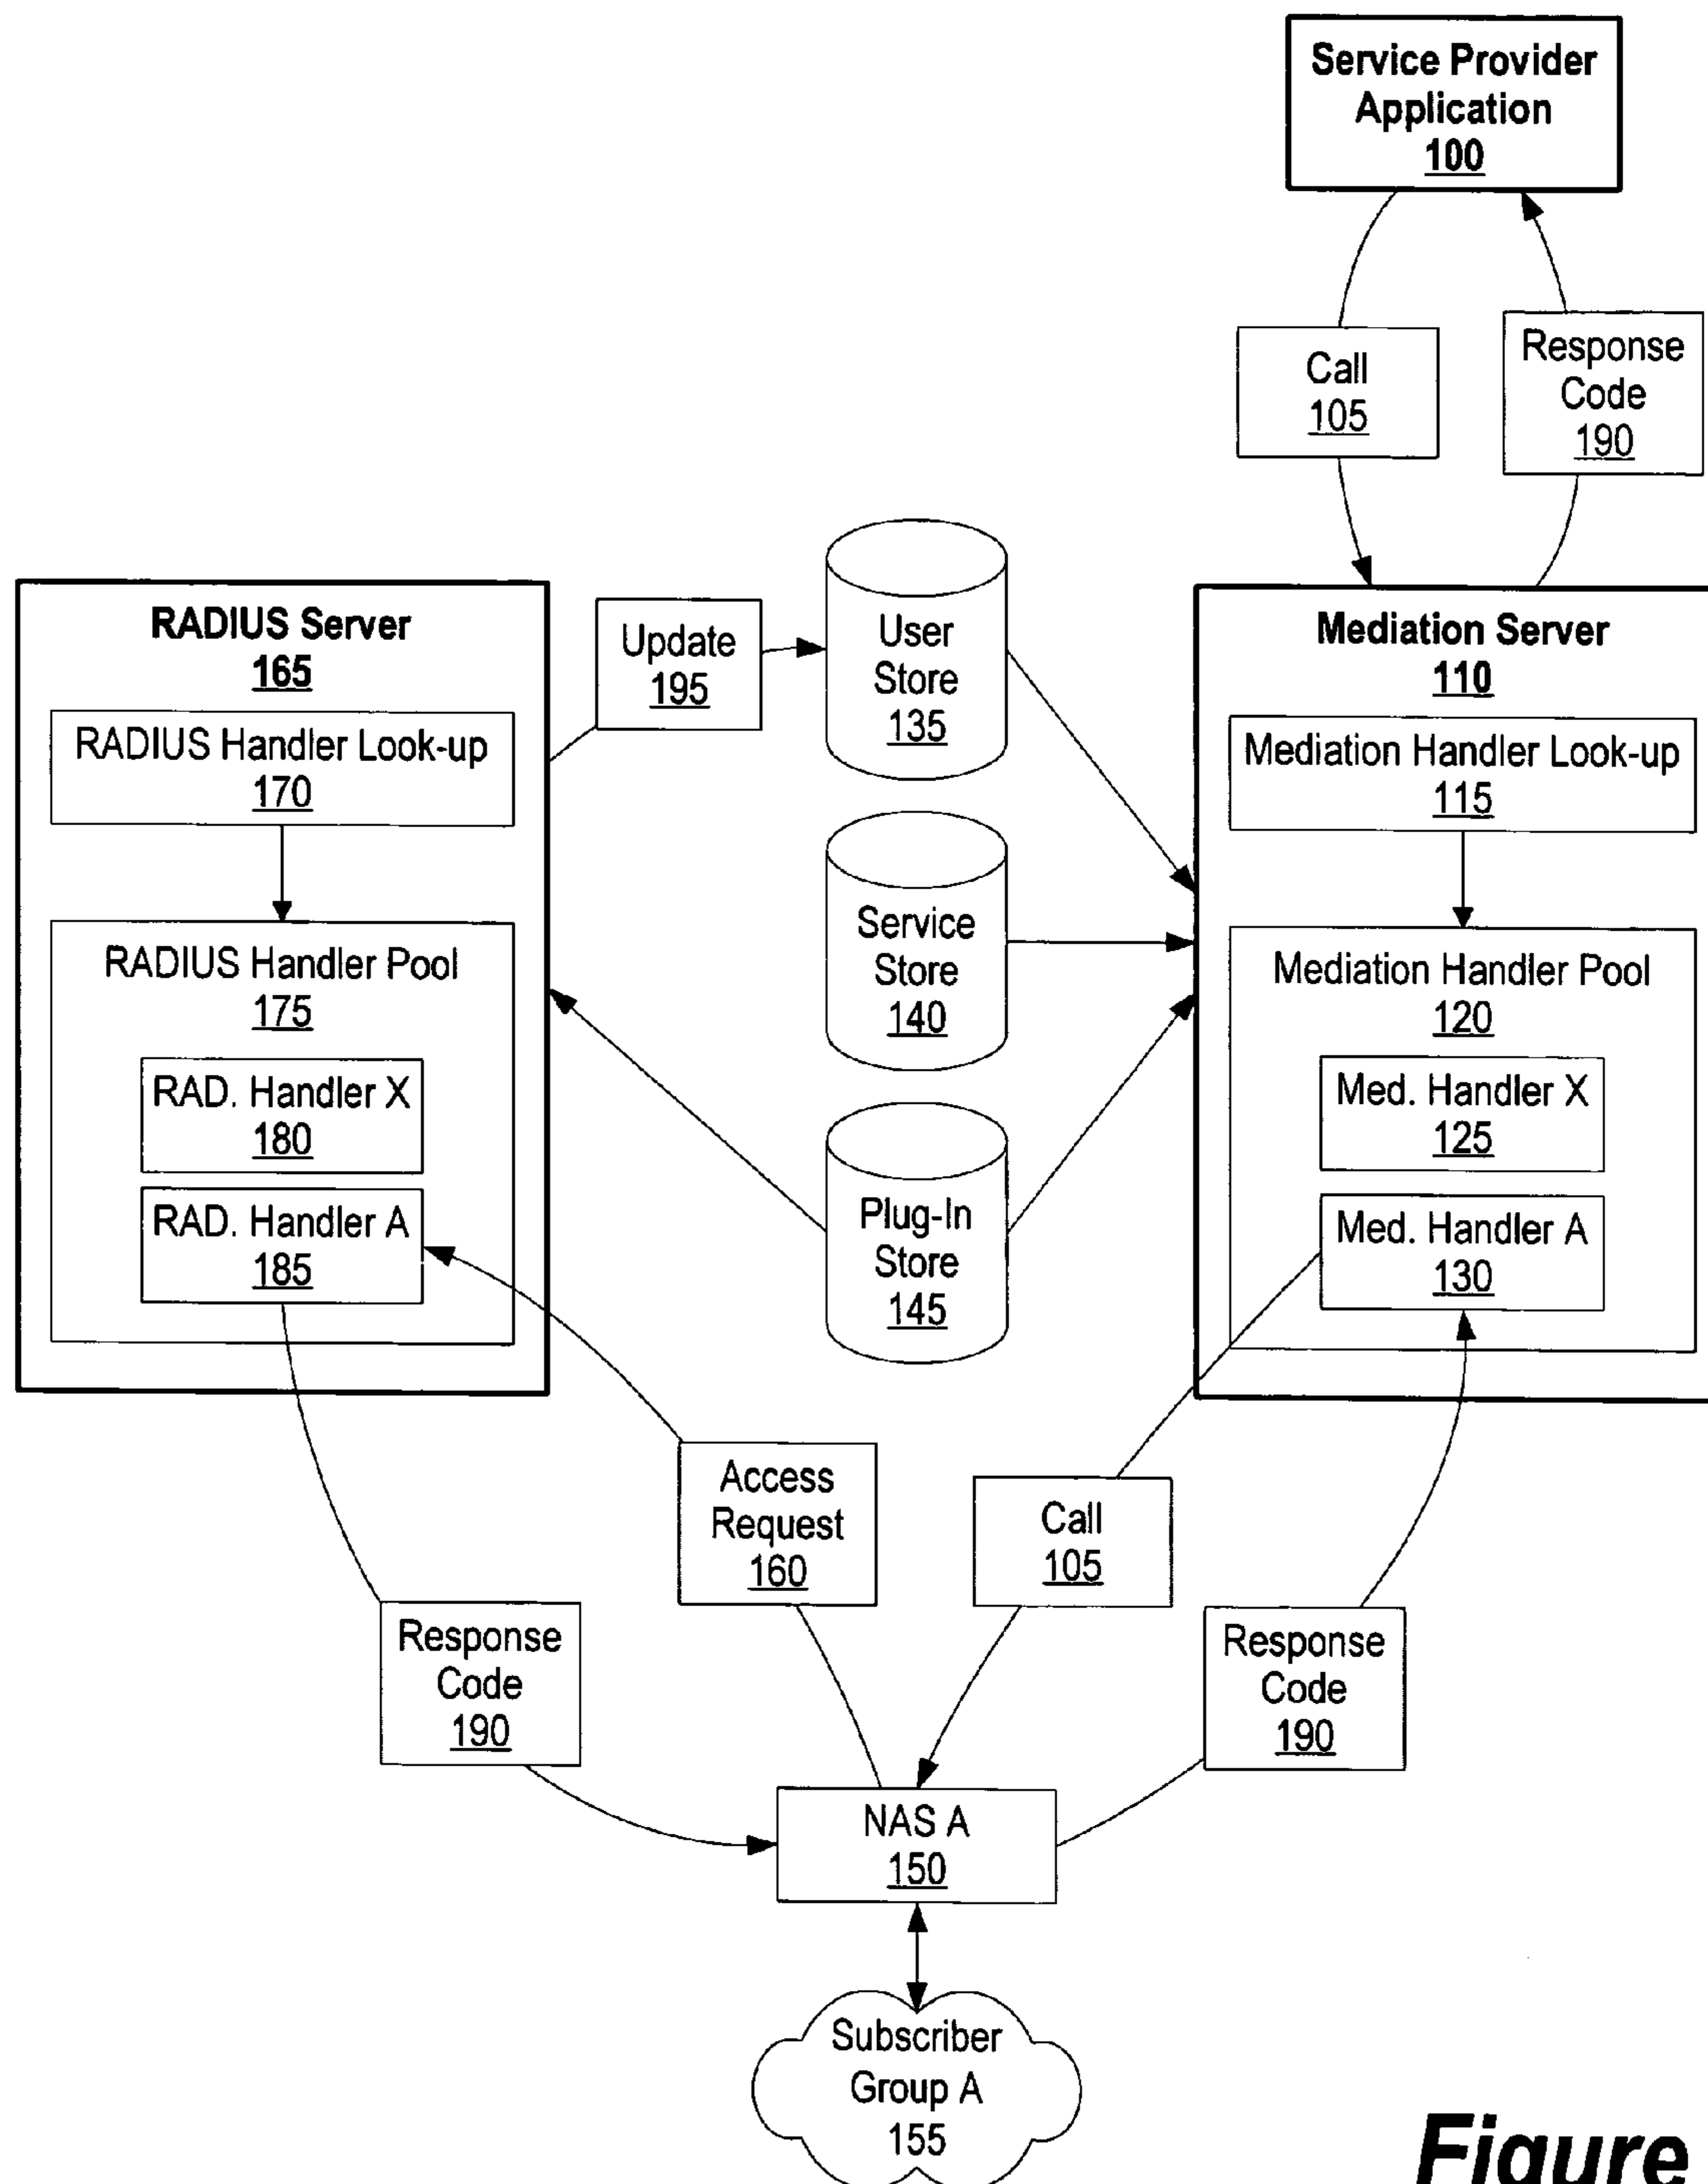 Service Provider
Application
100
Call
105
Response
Code
190
RADIUS Server
165
RADIUS Handler Look-up
170
RADIUS Handler Pool
175
RAD. Handler X
180
RAD. Handler A
185
Update
195
User
Store
135
Service
Store
140
Plug-In
Store
145
Mediation Server
110
Mediation Handler Look-up
115
Mediation Handler Pool
120
Med. Handler X
125
Med. Handler A
130
Access
Request
160
Call
105
Response
Code
190
Response
Code
190
NAS A
150
Subscriber
Group A
155
Figure